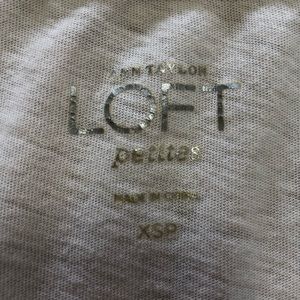 ANN TAYLOR
LOFT
petites
MADE IN CHINA
XSP